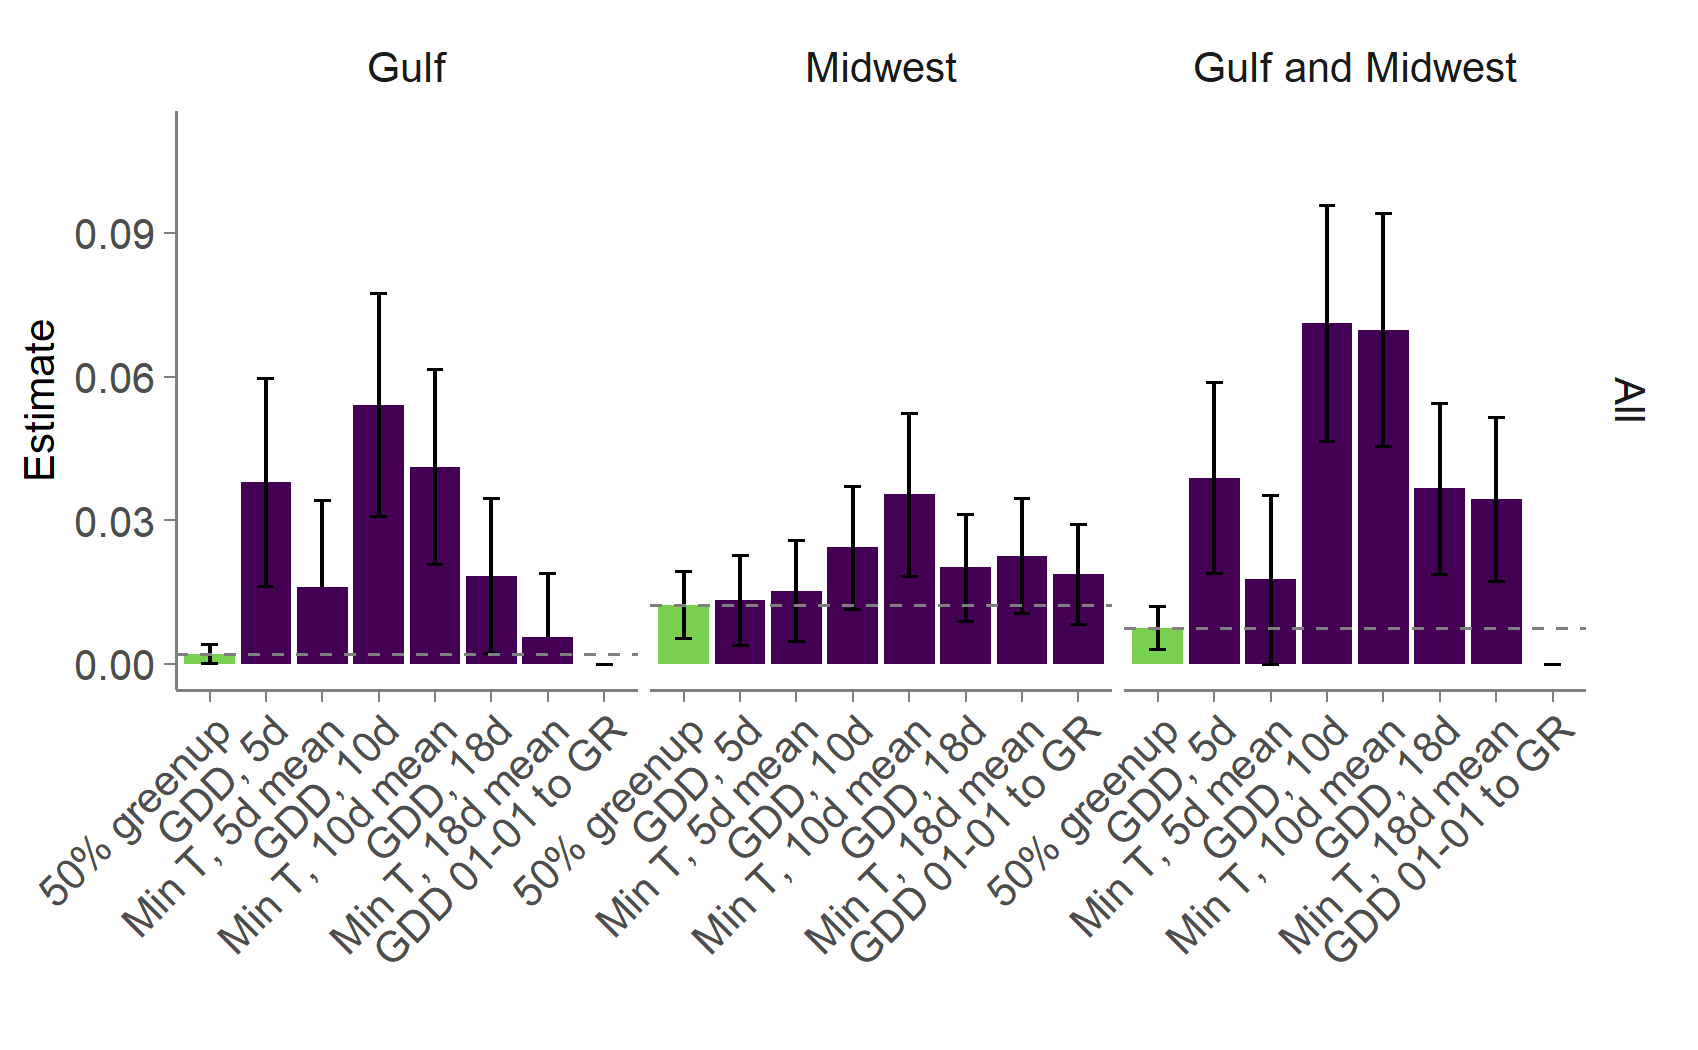 Gulf
Midwest
Gulf and Midwest
Estimate
0.09
0.06
0.03
0.00
All
50% greenup
GDD, 5d
Min T, 5d mean
GDD, 10d
Min T, 10d mean
GDD, 18d
Min T, 18d mean
GDD 01-01 to GR
50% greenup
GDD, 5d
Min T, 5d mean
GDD, 10d
Min T, 10d mean
GDD, 18d
Min T, 18d mean
GDD 01-01 to GR
50% greenup
GDD, 5d
Min T, 5d mean
GDD, 10d
Min T, 10d mean
GDD, 18d
Min T, 18d mean
GDD 01-01 to GR